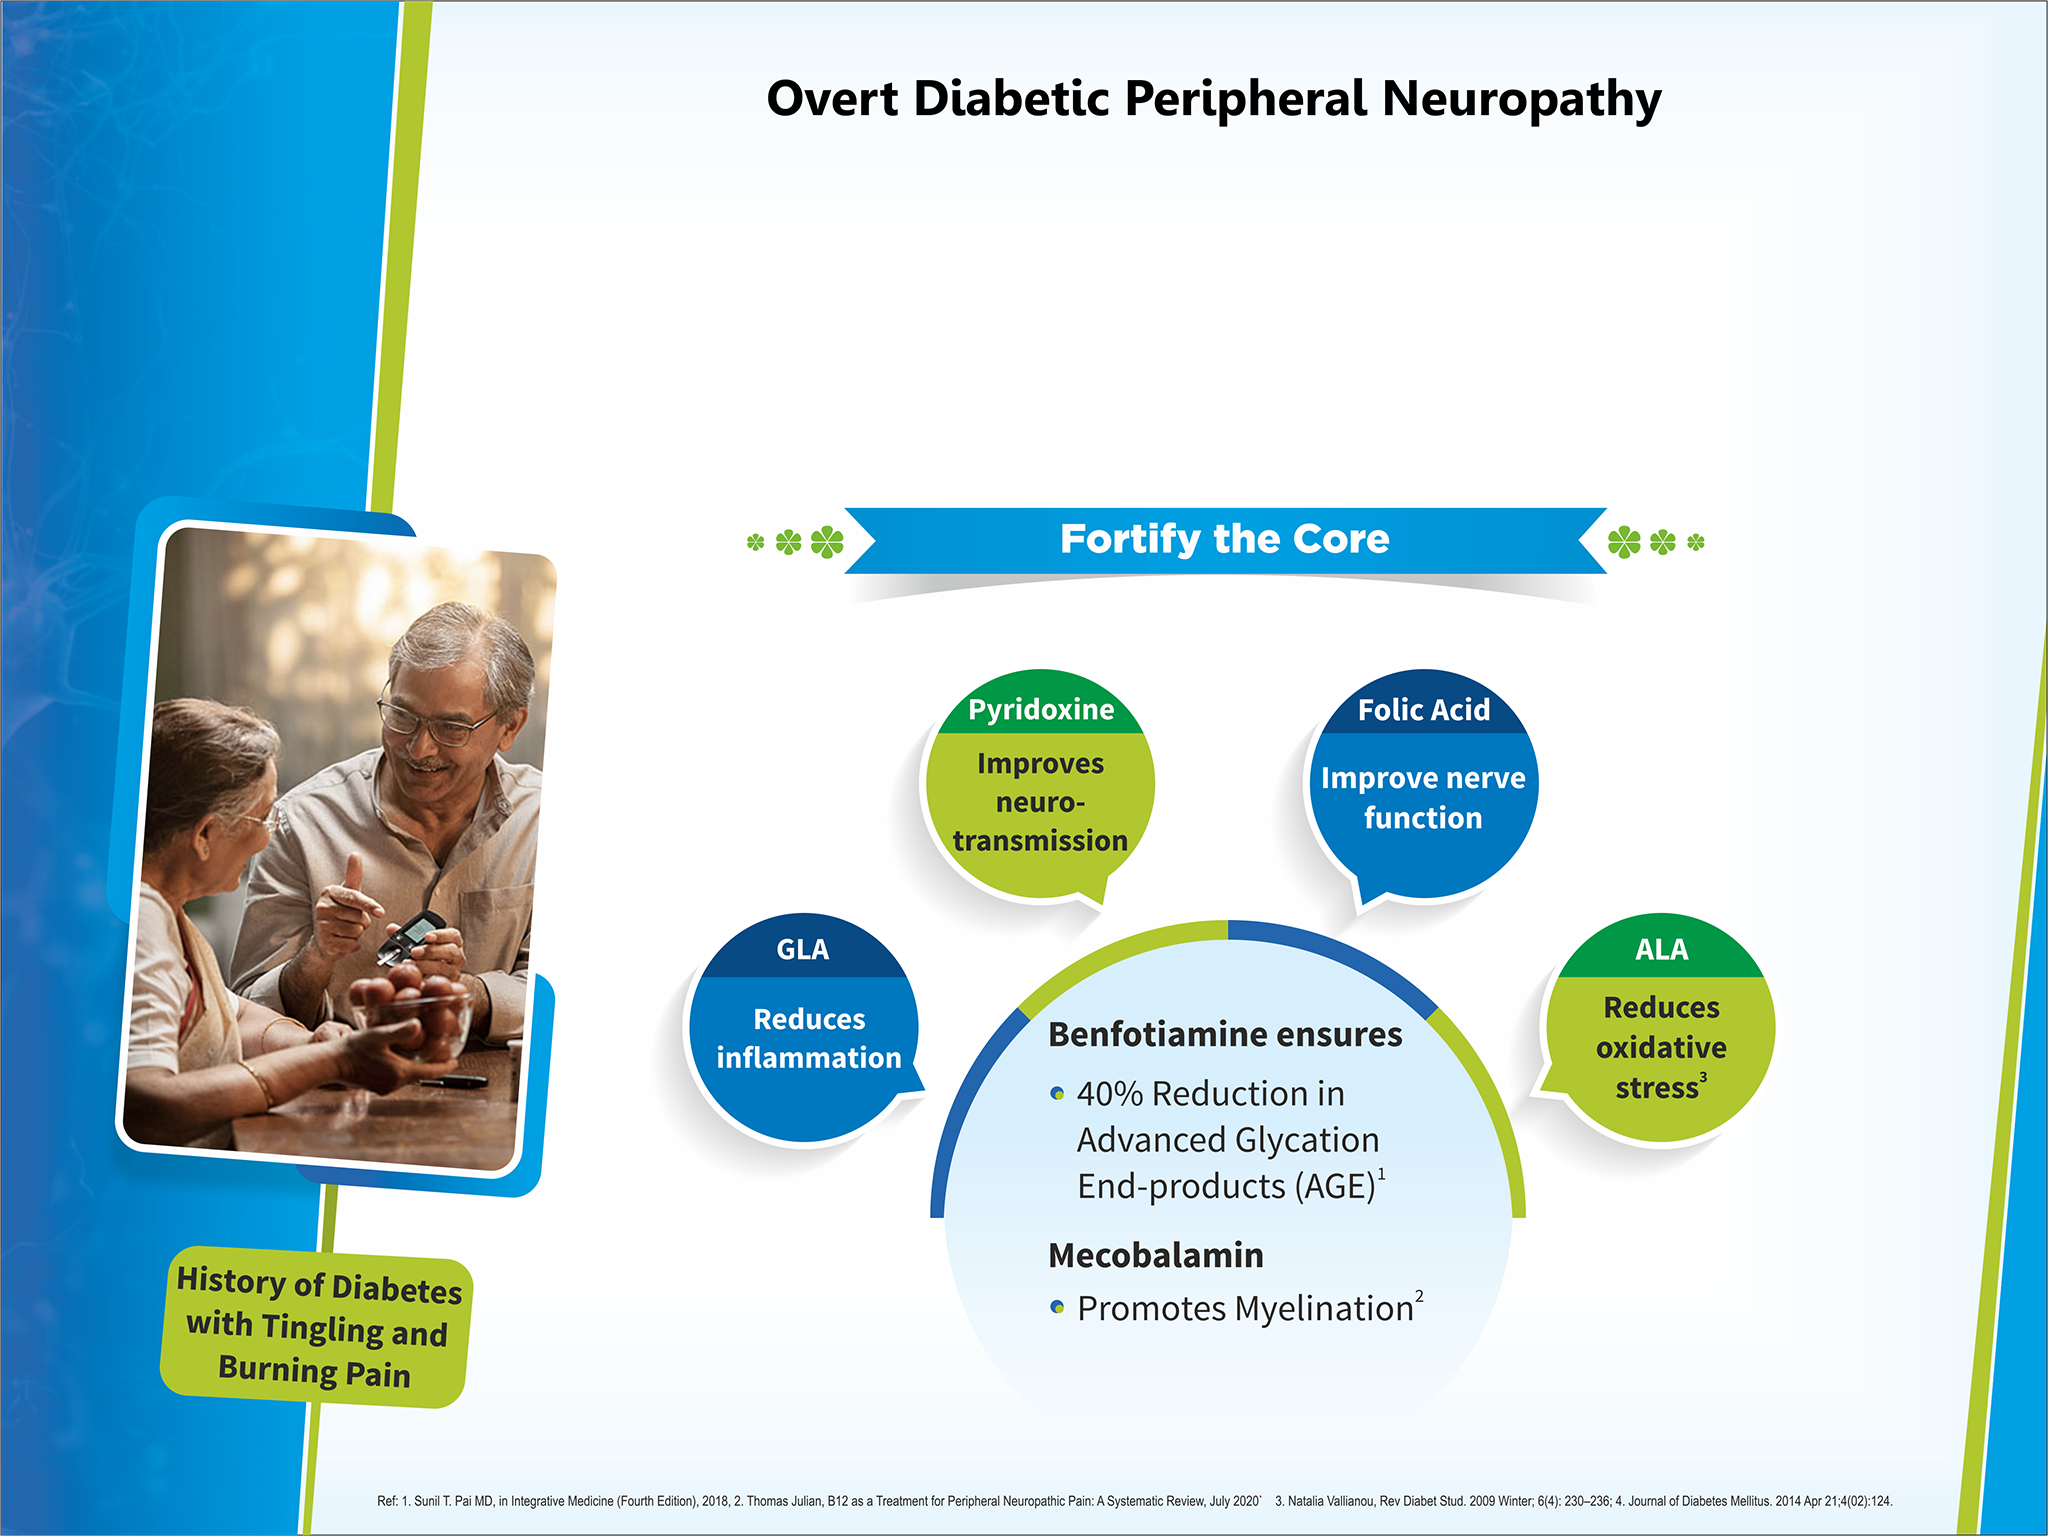 Overt Diabetic Peripheral Neuropathy
Fortify the Core
Pyridoxine
Improves
neuro-
transmission
Folic Acid
Improve nerve
function
GLA
Reduces
inflammation
ALA
Reduces
oxidative
stress3
Benfotiamine ensures
• 40% Reduction in
Advanced Glycation
End-products (AGE)1
Mecobalamin
• Promotes Myelination2
History of Diabetes
with Tingling and
Burning Pain
Ref: 1. Sunil T. Pai MD, in Integrative Medicine (Fourth Edition), 2018, 2. Thomas Julian, B12 as a Treatment for Peripheral Neuropathic Pain: A Systematic Review, July 2020` 3. Natalia Vallianou, Rev Diabet Stud. 2009 Winter; 6(4): 230–236; 4. Journal of Diabetes Mellitus. 2014 Apr 21;4(02):124.